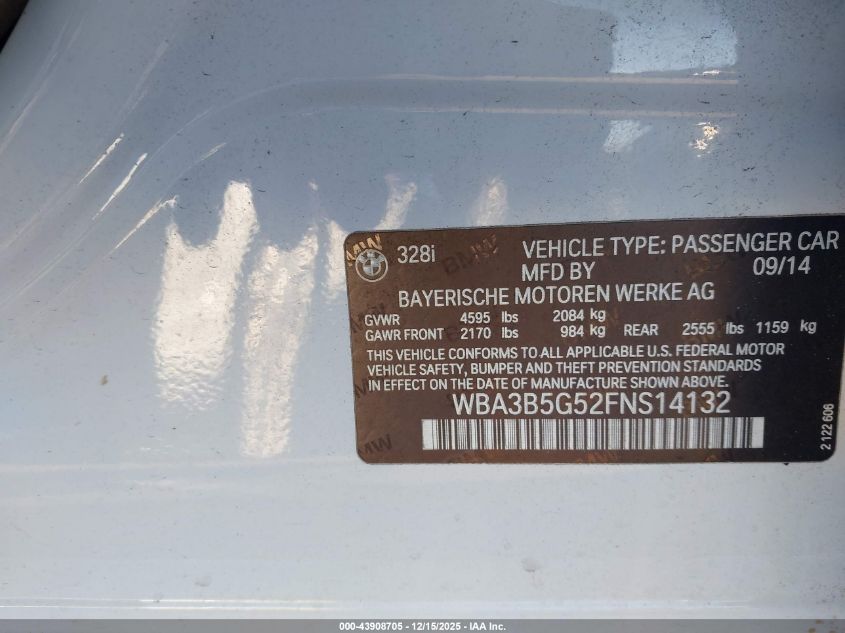 BMW
328i
VEHICLE TYPE: PASSENGER CAR
MFD BY 09/14
BAYERISCHE MOTOREN WERKE AG
GVWR 4595 lbs 2084 kg
GAWR FRONT 2170 lbs 984 kg REAR 2555 lbs 1159 kg
THIS VEHICLE CONFORMS TO ALL APPLICABLE U.S. FEDERAL MOTOR
VEHICLE SAFETY, BUMPER AND THEFT PREVENTION STANDARDS
IN EFFECT ON THE DATE OF MANUFACTURE SHOWN ABOVE.
WBA3B5G52FNS14132
2 122 606
000-43908705 - 12/15/2025 - IAA Inc.